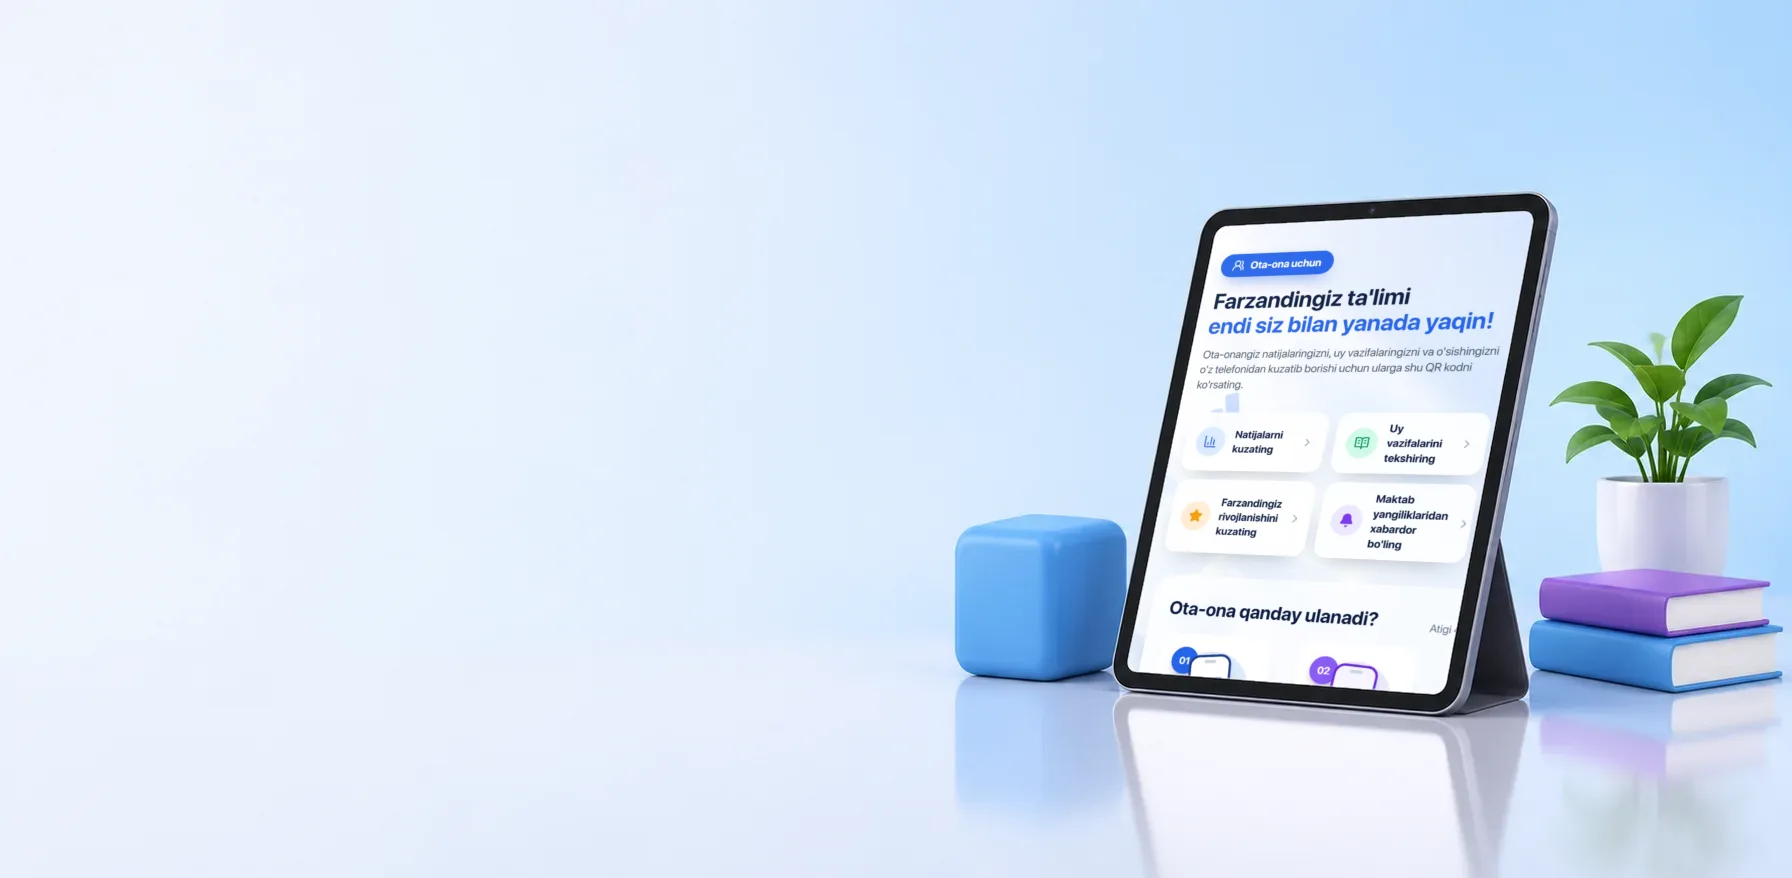 Ota-ona uchun
Farzandingiz ta'limi
endi siz bilan yanada yaqin!
Ota-onangiz natijalaringizni, uy vazifalaringizni va o'sishingizni
o'z telefonidan kuzatib borishi uchun ularga shu QR kodni
ko'rsating.
Natijalarni
kuzating
Uy
vazifalarini
tekshiring
Farzandingiz
rivojlanishini
kuzating
Maktab
yangiliklaridan
xabardor
bo'ling
Ota-ona qanday ulanadi?
Atigi
01
02